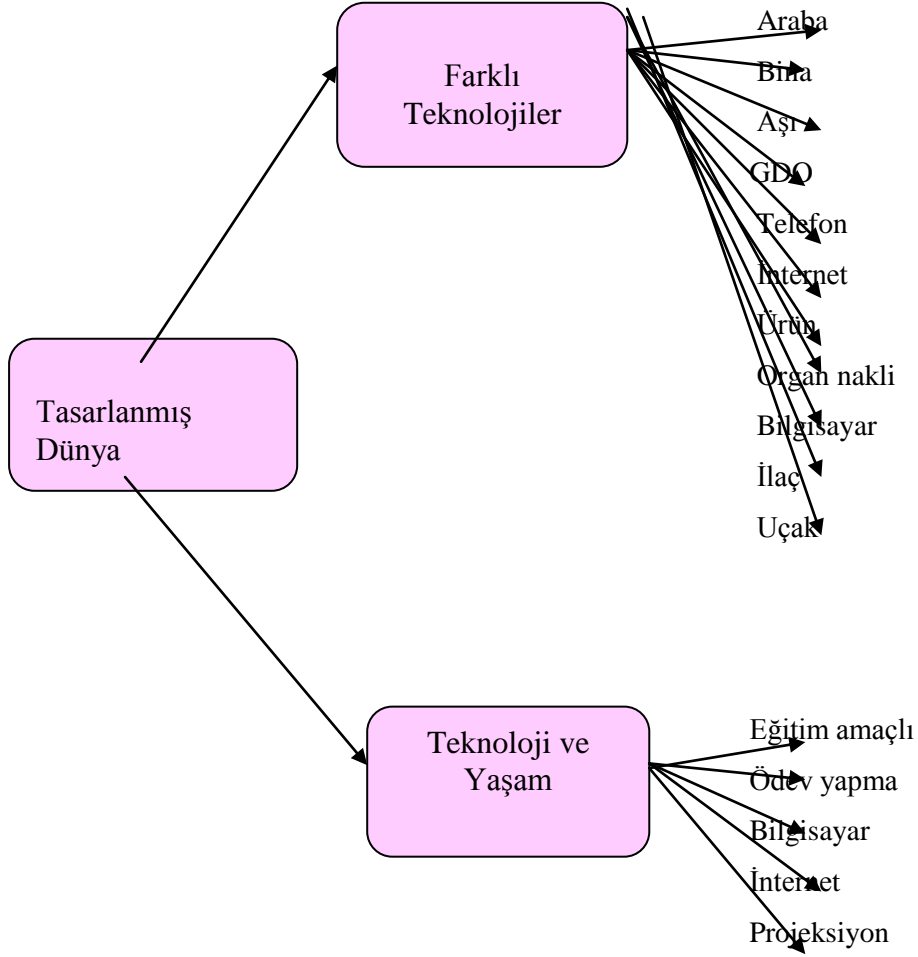 Farklı
Teknolojiler
Araba
Bina
Aşı
GDO
Telefon
İnternet
Ürün
Organ nakli
Bilgisayar
İlaç
Uçak
Tasarlanmış
Dünya
Teknoloji ve
Yaşam
Eğitim amaçlı
Ödev yapma
Bilgisayar
İnternet
Projeksiyon